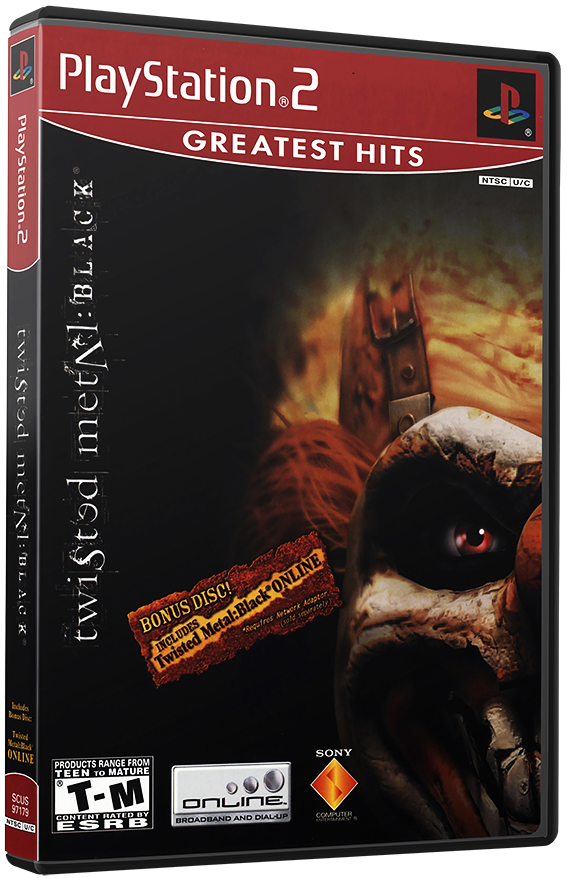 PlayStation®2
GREATEST HITS
NTSC U/C
twisted metal: BLACK®
BONUS DISC!
INCLUDES
Twisted Metal:Black® ONLINE
*Requires Network Adaptor.
(sold separately)
PRODUCTS RANGE FROM
TEEN TO MATURE
T-M
CONTENT RATED BY
ESRB
ONLINE
BROADBAND AND DIAL-UP
SONY
COMPUTER
ENTERTAINMENT®
PlayStation®2
twisted metal: BLACK®
Includes
Bonus Disc:
Twisted
Metal:Black®
ONLINE
SCUS
97179
NTSC U/C